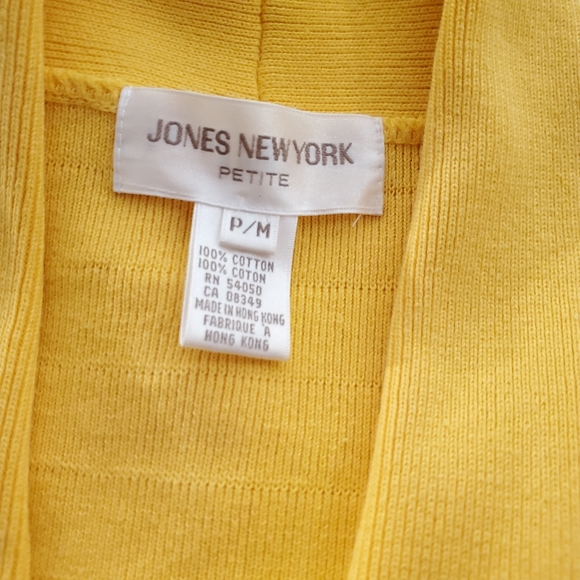 JONES NEWYORK
PETITE
P/M
100% COTTON
100% COTON
RN 54050
CA 08349
MADE IN HONG KONG
FABRIQUE 'A
HONG KONG